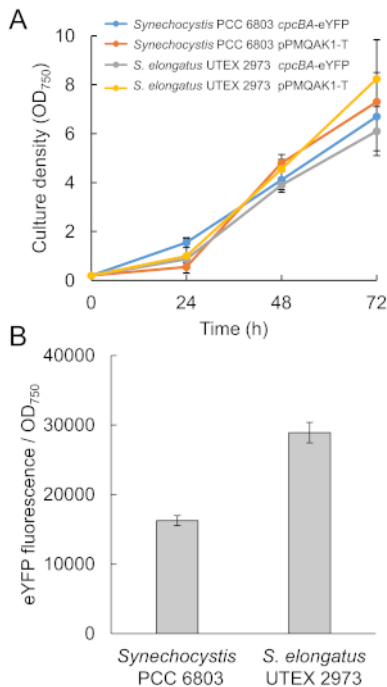 A
Synechocystis PCC 6803 cpcBA-eYFP
Synechocystis PCC 6803 pPMQAK1-T
S. elongatus UTEX 2973 cpcBA-eYFP
S. elongatus UTEX 2973 pPMQAK1-T
Culture density (OD750)
10
8
6
4
2
0
0 24 48 72
Time (h)
B
eYFP fluorescence / OD750
40000
30000
20000
10000
0
Synechocystis S. elongatus
PCC 6803 UTEX 2973